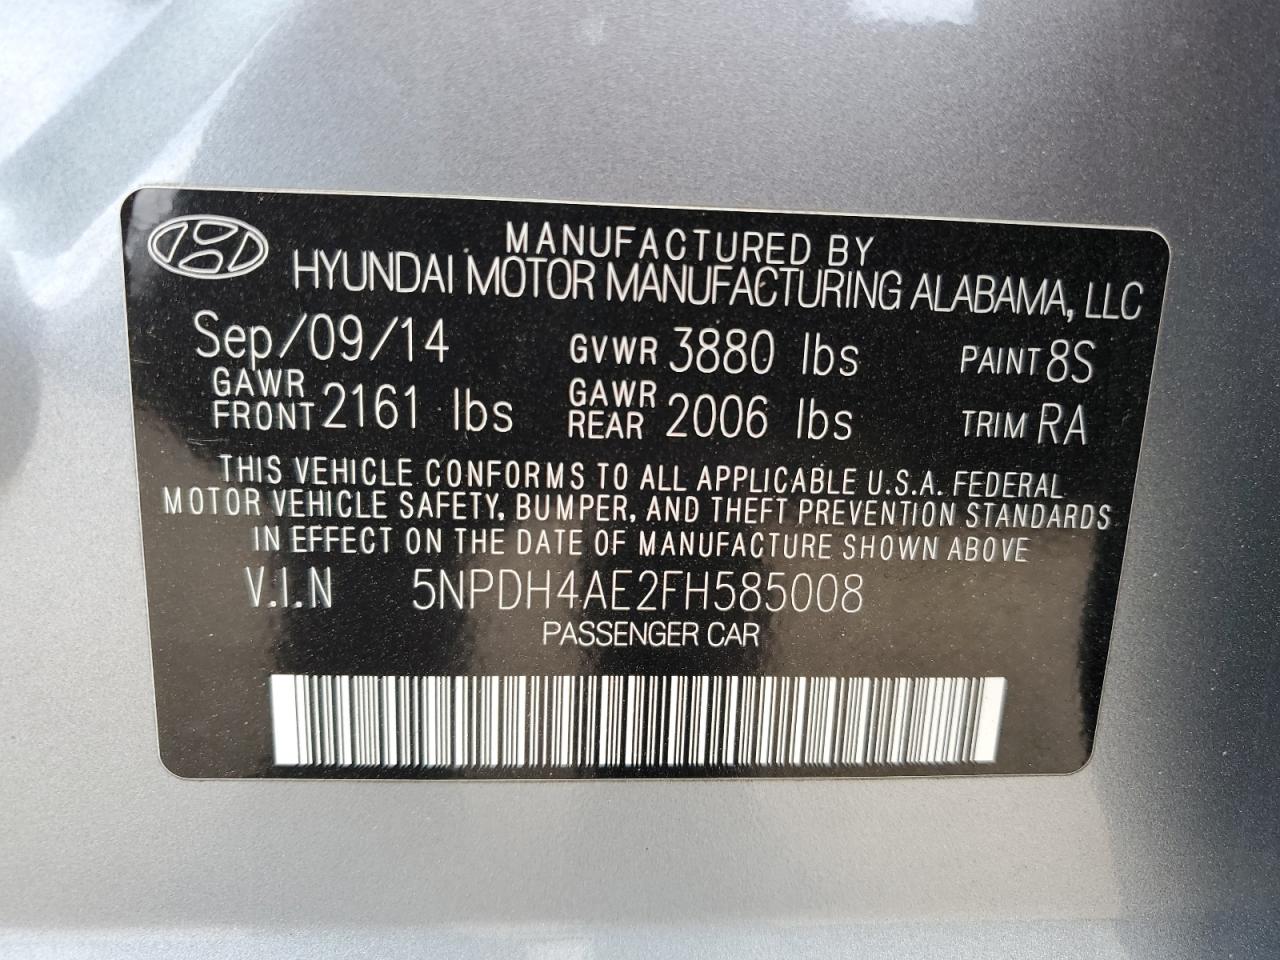 MANUFACTURED BY
HYUNDAI MOTOR MANUFACTURING ALABAMA, LLC
Sep/09/14 GVWR 3880 lbs PAINT 8S
GAWR FRONT 2161 lbs GAWR REAR 2006 lbs TRIM RA
THIS VEHICLE CONFORMS TO ALL APPLICABLE U.S.A. FEDERAL
MOTOR VEHICLE SAFETY, BUMPER, AND THEFT PREVENTION STANDARDS
IN EFFECT ON THE DATE OF MANUFACTURE SHOWN ABOVE
V.I.N 5NPDH4AE2FH585008
PASSENGER CAR